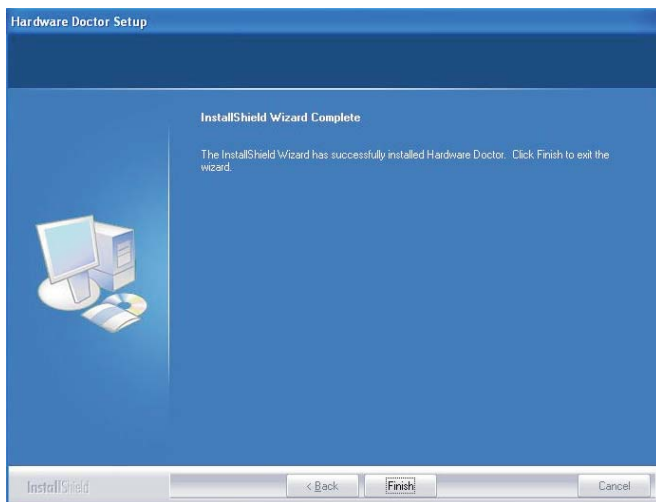 Hardware Doctor Setup
InstallShield Wizard Complete
The InstallShield Wizard has successfully installed Hardware Doctor. Click Finish to exit the
wizard.
InstallShield
< Back
Finish
Cancel